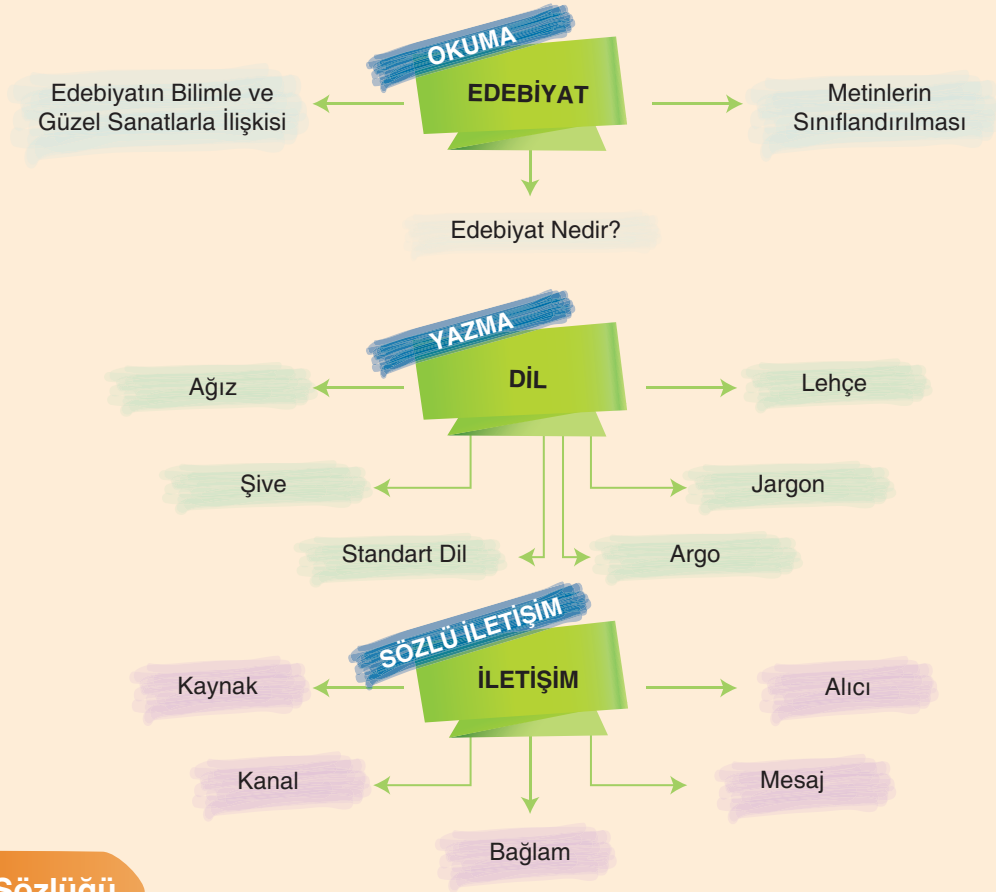 OKUMA
EDEBİYAT
Edebiyatın Bilimle ve
Güzel Sanatlarla İlişkisi
Metinlerin
Sınıflandırılması
Edebiyat Nedir?
YAZMA
DİL
Ağız
Lehçe
Şive
Jargon
Standart Dil
Argo
SÖZLÜ İLETİŞİM
İLETİŞİM
Kaynak
Alıcı
Kanal
Mesaj
Bağlam
Sözlüğü